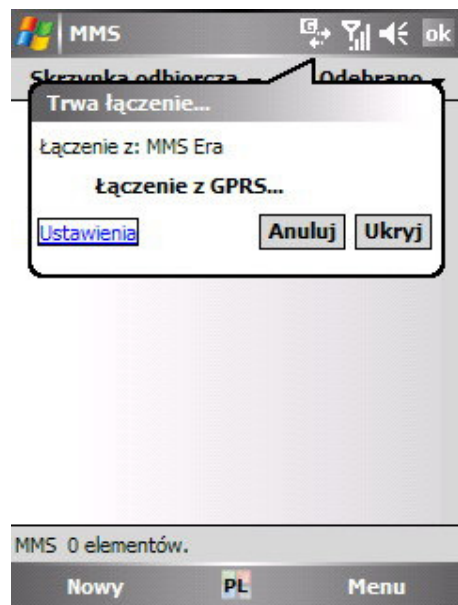 MMS ok
Skrzynka odbiorcza Odebrano
Trwa łączenie...
Łączenie z: MMS Era
Łączenie z GPRS...
Ustawienia Anuluj Ukryj
MMS 0 elementów.
Nowy PL Menu